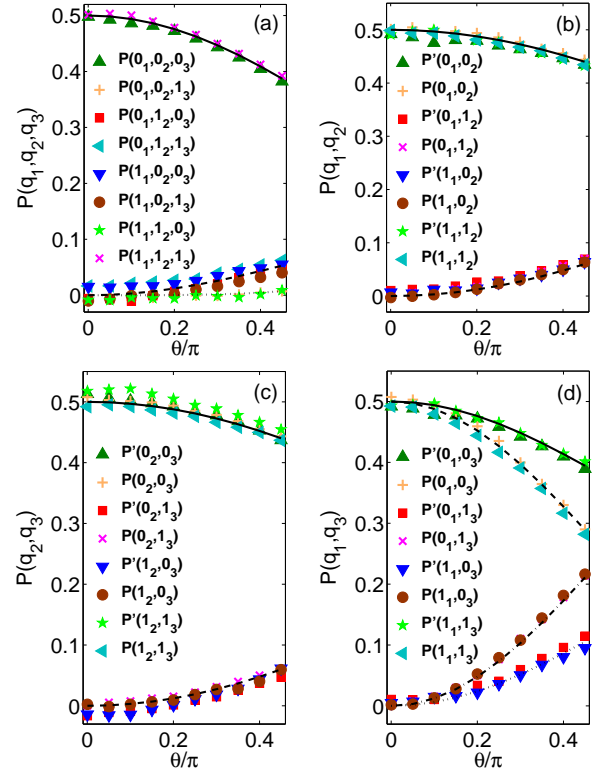 (a)
P(q1,q2,q3)
0.5
0.4
0.3
0.5
0.1
0.05
0
P(01,02,03)
P(01,02,13)
P(01,12,03)
P(01,12,13)
P(11,02,03)
P(11,02,13)
P(11,12,03)
P(11,12,13)
0 0.2 0.4
θ/π
(b)
P(q1,q2)
0.5
0.4
0.3
0.5
0.1
0.05
0
P'(01,02)
P(01,02)
P'(01,12)
P(01,12)
P'(11,02)
P(11,02)
P'(11,12)
P(11,12)
0 0.2 0.4
θ/π
(c)
P(q2,q3)
0.5
0.4
0.3
0.2
0.1
0
P'(02,03)
P(02,03)
P'(02,13)
P(02,13)
P'(12,03)
P(12,03)
P'(12,13)
P(12,13)
0 0.2 0.4
θ/π
(d)
P(q1,q3)
0.5
0.4
0.3
0.2
0.1
0
P'(01,03)
P(01,03)
P'(01,13)
P(01,13)
P'(11,03)
P(11,03)
P'(11,13)
P(11,13)
0 0.2 0.4
θ/π